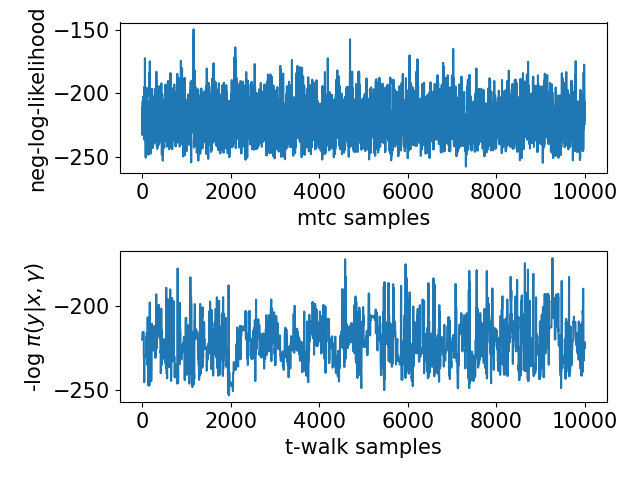 neg-log-likelihood
−150
−200
−250
0 2000 4000 6000 8000 10000
mtc samples
-log π(y|x, γ)
−200
−250
0 2000 4000 6000 8000 10000
t-walk samples